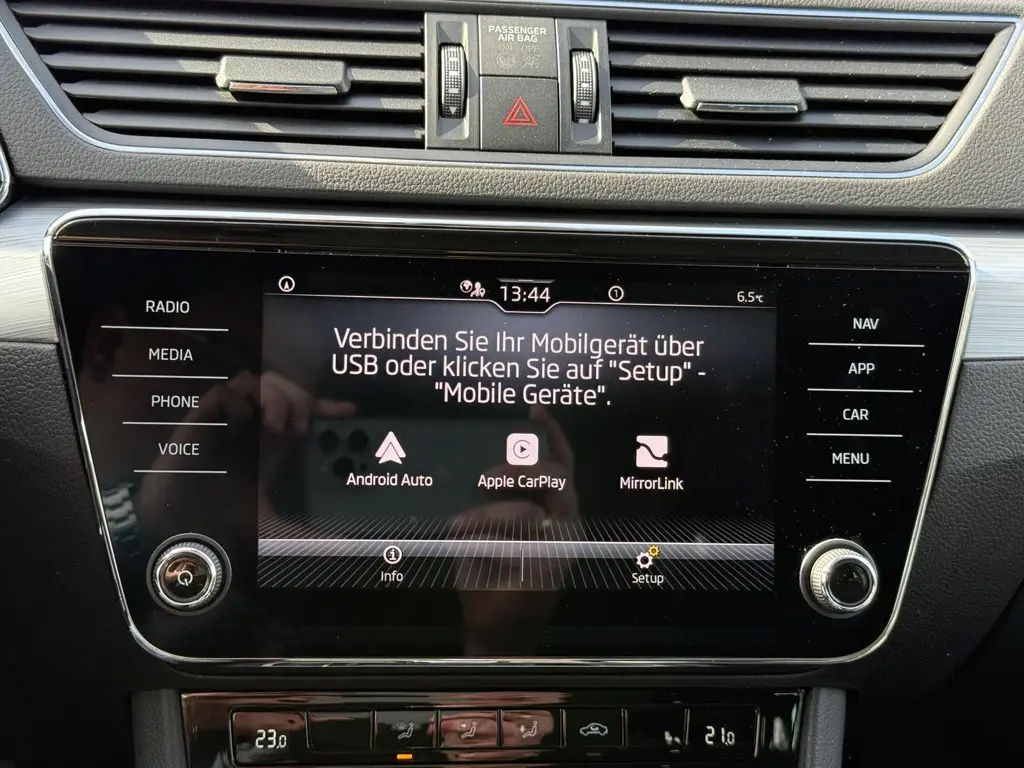 PASSENGER
AIR BAG
ON OFF
13:44
6.5°C
RADIO
MEDIA
PHONE
VOICE
Verbinden Sie Ihr Mobilgerät über
USB oder klicken Sie auf "Setup" -
"Mobile Geräte".
Android Auto
Apple CarPlay
MirrorLink
Info
Setup
NAV
APP
CAR
MENU
23.0
21.0